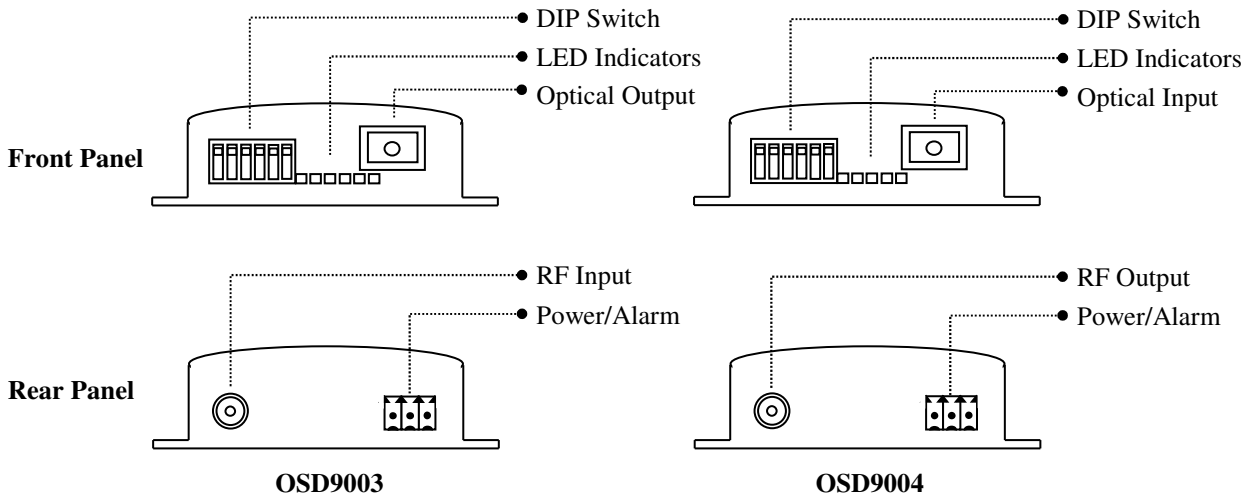 DIP Switch
LED Indicators
Optical Output
DIP Switch
LED Indicators
Optical Input
Front Panel
RF Input
Power/Alarm
RF Output
Power/Alarm
Rear Panel
OSD9003
OSD9004